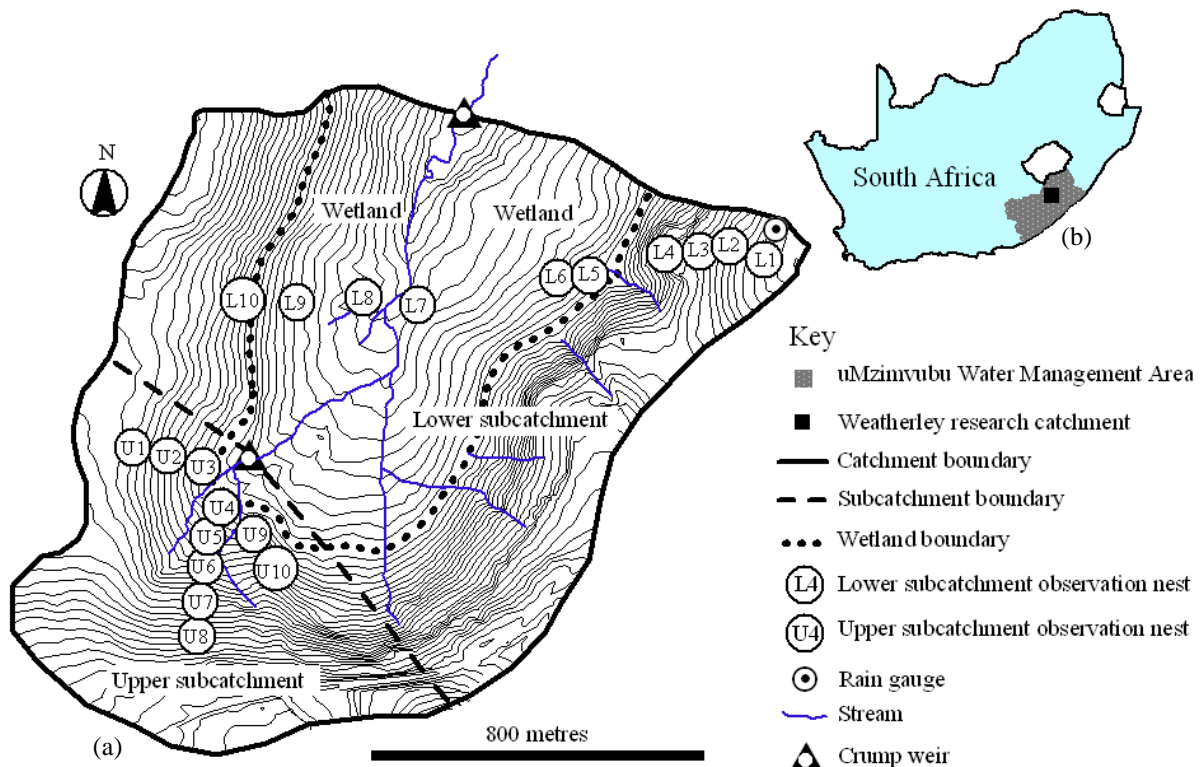 N
Wetland
Wetland
South Africa
(b)
L4
L3
L2
L1
L6
L5
L10
L9
L8
L7
Lower subcatchment
U1
U2
U3
U4
U5
U9
U6
U10
U7
U8
Upper subcatchment
(a)
800 metres
Key
uMzimvubu Water Management Area
Weatherley research catchment
Catchment boundary
Subcatchment boundary
Wetland boundary
L4 Lower subcatchment observation nest
U4 Upper subcatchment observation nest
Rain gauge
Stream
Crump weir